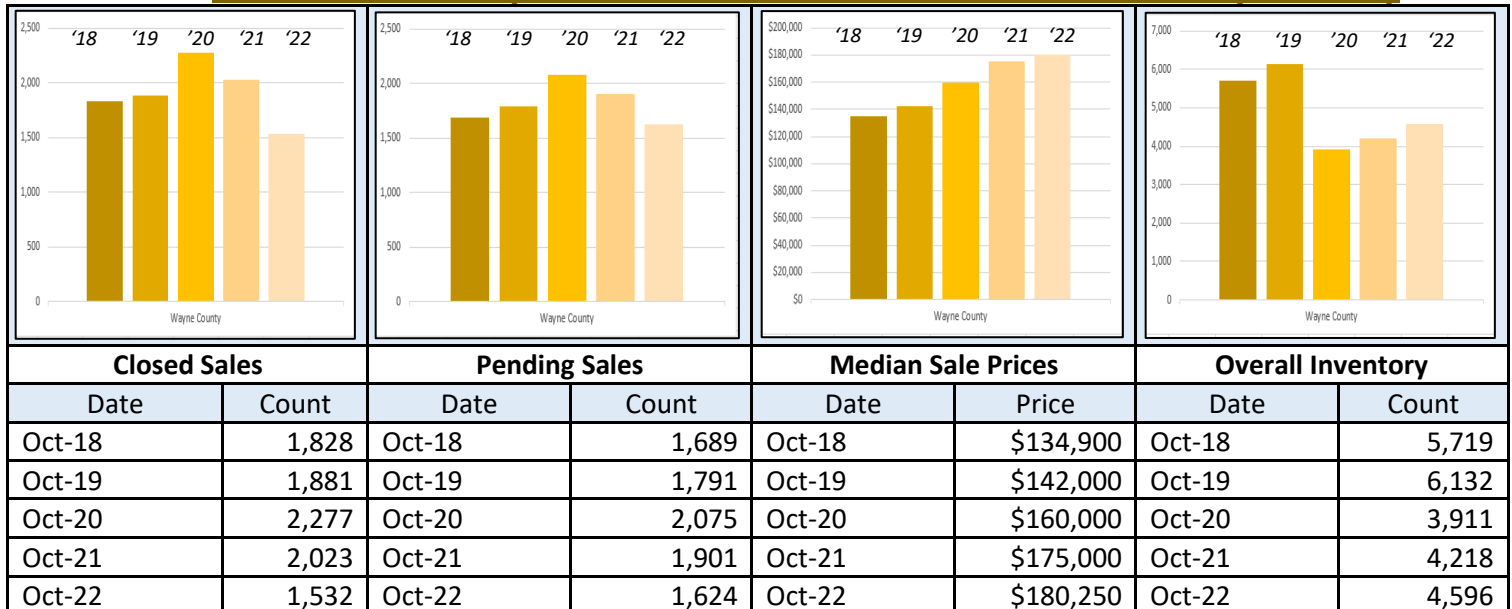 2,500
‘18 ‘19 ’20 ‘21 ‘22
2,000
1,500
1,000
500
0
Wayne County
2,500
‘18 ‘19 ’20 ‘21 ‘22
2,000
1,500
1,000
500
0
Wayne County
$200,000
‘18 ‘19 ’20 ‘21 ‘22
$180,000
$160,000
$140,000
$120,000
$100,000
$80,000
$60,000
$40,000
$20,000
$0
Wayne County
7,000
‘18 ‘19 ’20 ‘21 ‘22
6,000
5,000
4,000
3,000
2,000
1,000
0
Wayne County
Closed Sales Pending Sales Median Sale Prices Overall Inventory
Date Count Date Count Date Price Date Count
Oct-18 1,828 Oct-18 1,689 Oct-18 $134,900 Oct-18 5,719
Oct-19 1,881 Oct-19 1,791 Oct-19 $142,000 Oct-19 6,132
Oct-20 2,277 Oct-20 2,075 Oct-20 $160,000 Oct-20 3,911
Oct-21 2,023 Oct-21 1,901 Oct-21 $175,000 Oct-21 4,218
Oct-22 1,532 Oct-22 1,624 Oct-22 $180,250 Oct-22 4,596